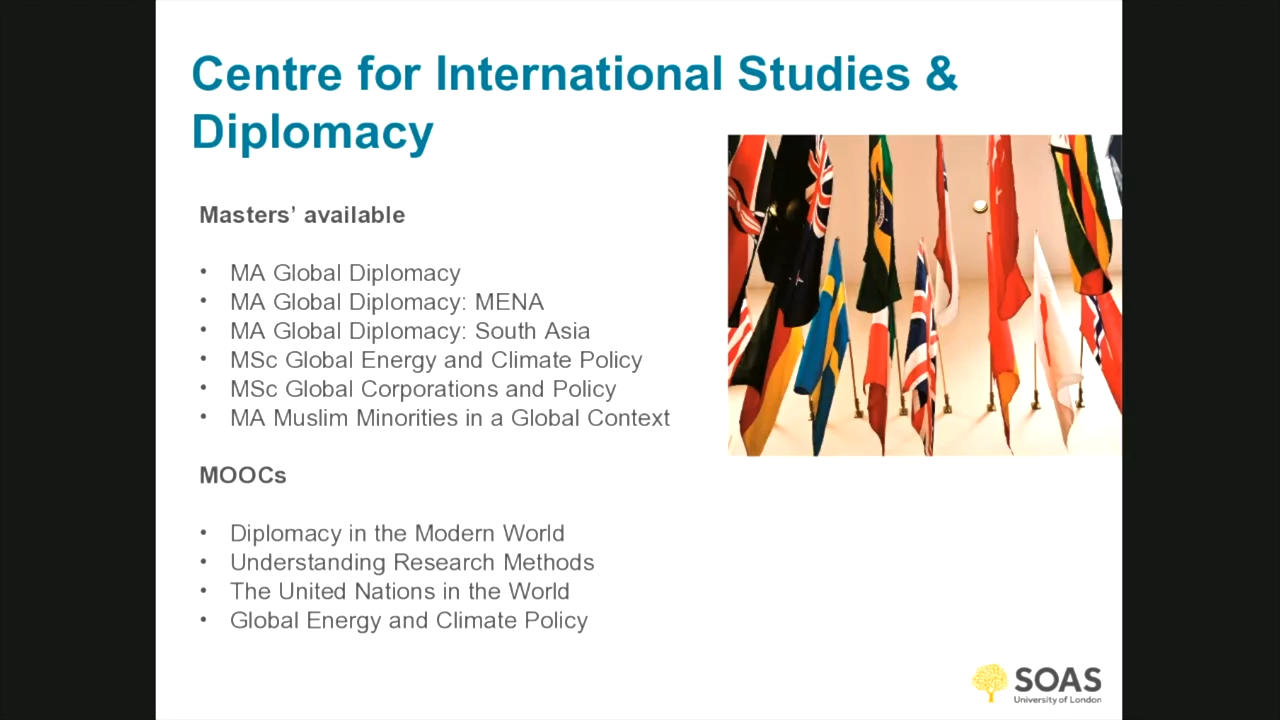 Centre for International Studies &
Diplomacy
Masters’ available
• MA Global Diplomacy
• MA Global Diplomacy: MENA
• MA Global Diplomacy: South Asia
• MSc Global Energy and Climate Policy
• MSc Global Corporations and Policy
• MA Muslim Minorities in a Global Context
MOOCs
• Diplomacy in the Modern World
• Understanding Research Methods
• The United Nations in the World
• Global Energy and Climate Policy
SOAS
University of London